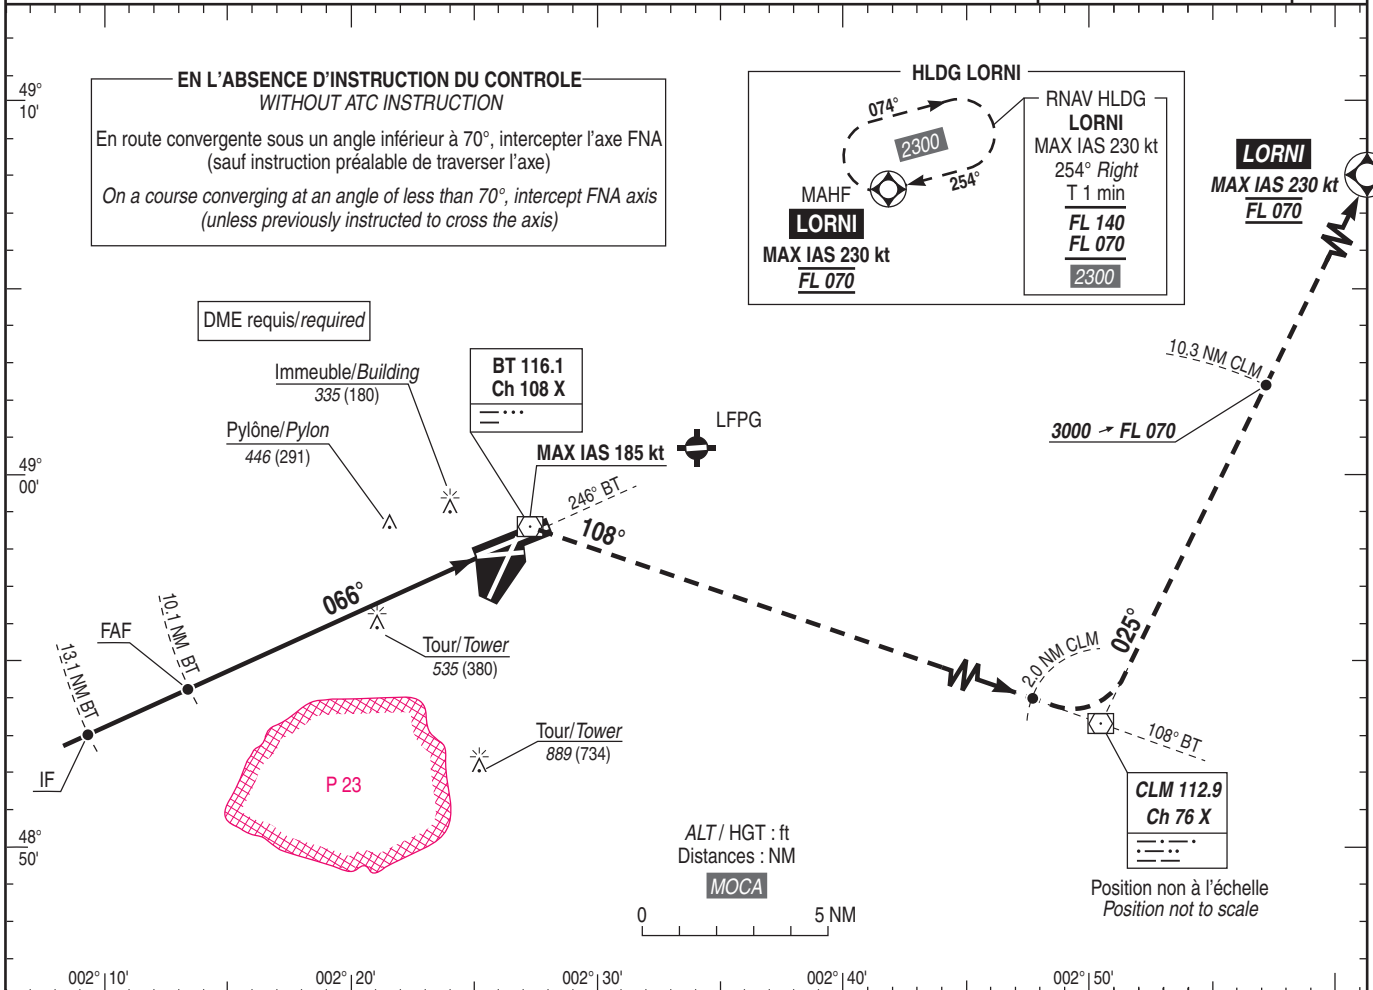 EN L'ABSENCE D'INSTRUCTION DU CONTROLE
WITHOUT ATC INSTRUCTION
En route convergente sous un angle inférieur à 70°, intercepter l'axe FNA
(sauf instruction préalable de traverser l'axe)
On a course converging at an angle of less than 70°, intercept FNA axis
(unless previously instructed to cross the axis)
HLDG LORNI
074°
2300
254°
MAHF
LORNI
MAX IAS 230 kt
FL 070
RNAV HLDG
LORNI
MAX IAS 230 kt
254° Right
T 1 min
FL 140
FL 070
2300
LORNI
MAX IAS 230 kt
FL 070
49°
10'
DME requis/required
Immeuble/Building
335 (180)
Pylône/Pylon
446 (291)
BT 116.1
Ch 108 X
MAX IAS 185 kt
LFPG
10.3 NM CLM
3000 ➚ FL 070
49°
00'
246° BT
108°
066°
10.1 NM BT
FAF
13.1 NM BT
IF
Tour/Tower
535 (380)
Tour/Tower
889 (734)
P 23
2.0 NM CLM
025°
108° BT
CLM 112.9
Ch 76 X
Position non à l'échelle
Position not to scale
ALT / HGT : ft
Distances : NM
MOCA
0 5 NM
48°
50'
002° 10'
002° 20'
002° 30'
002° 40'
002° 50'